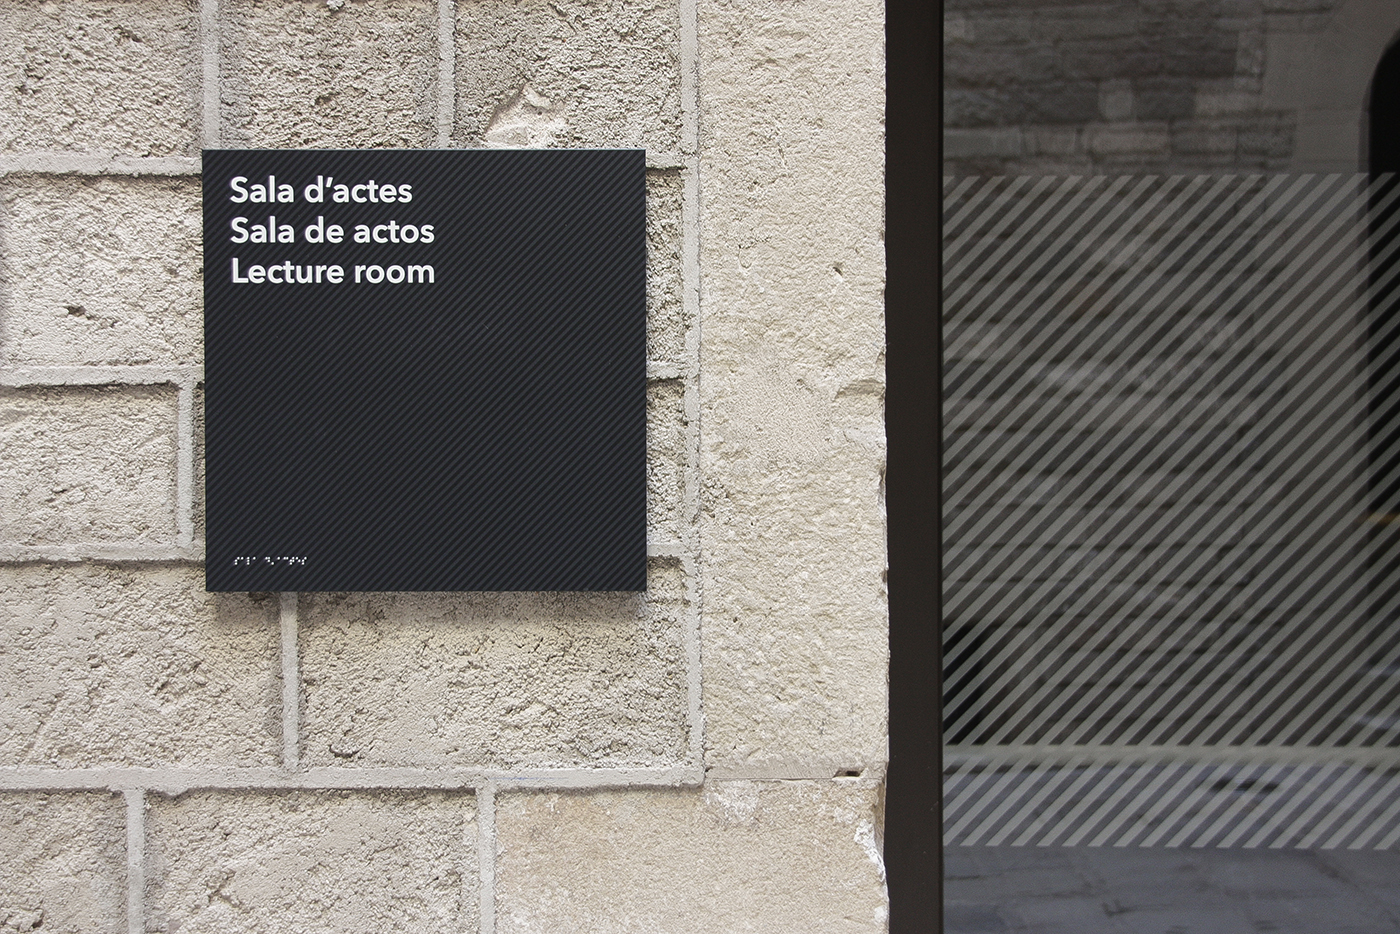 Sala d’actes
Sala de actos
Lecture room
⠎⠁⠇⠁ ⠙⠄⠁⠉⠞⠑⠎